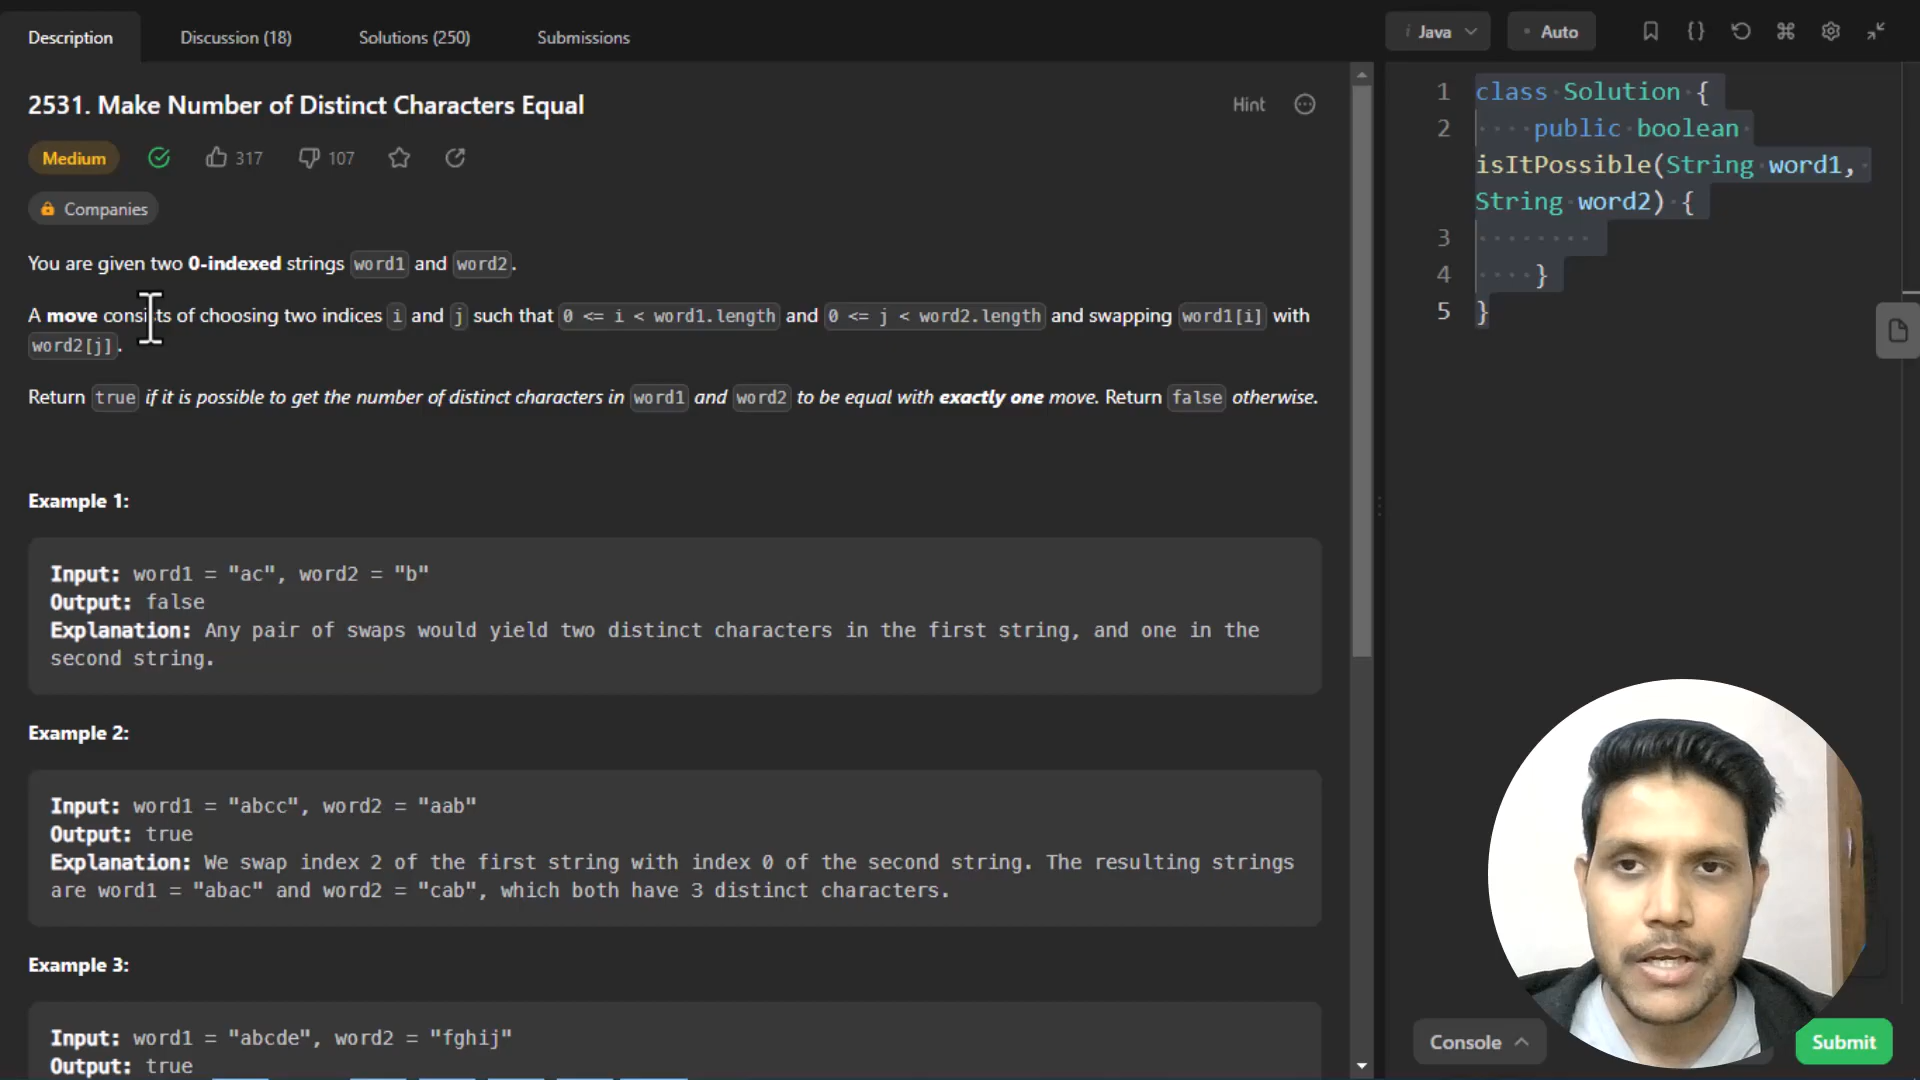 Description
Discussion (18)
Solutions (250)
Submissions
i Java
• Auto
2531. Make Number of Distinct Characters Equal
Hint
Medium
317
107
Companies
You are given two 0-indexed strings word1 and word2.
A move consists of choosing two indices i and j such that 0 <= i < word1.length and 0 <= j < word2.length and swapping word1[i] with
word2[j].
Return true if it is possible to get the number of distinct characters in word1 and word2 to be equal with exactly one move. Return false otherwise.
Example 1:
Input: word1 = "ac", word2 = "b"
Output: false
Explanation: Any pair of swaps would yield two distinct characters in the first string, and one in the
second string.
Example 2:
Input: word1 = "abcc", word2 = "aab"
Output: true
Explanation: We swap index 2 of the first string with index 0 of the second string. The resulting strings
are word1 = "abac" and word2 = "cab", which both have 3 distinct characters.
Example 3:
Input: word1 = "abcde", word2 = "fghij"
Output: true
1 class Solution {
2 public boolean
isItPossible(String word1,
String word2) {
3
4 }
5 }
Console
Submit